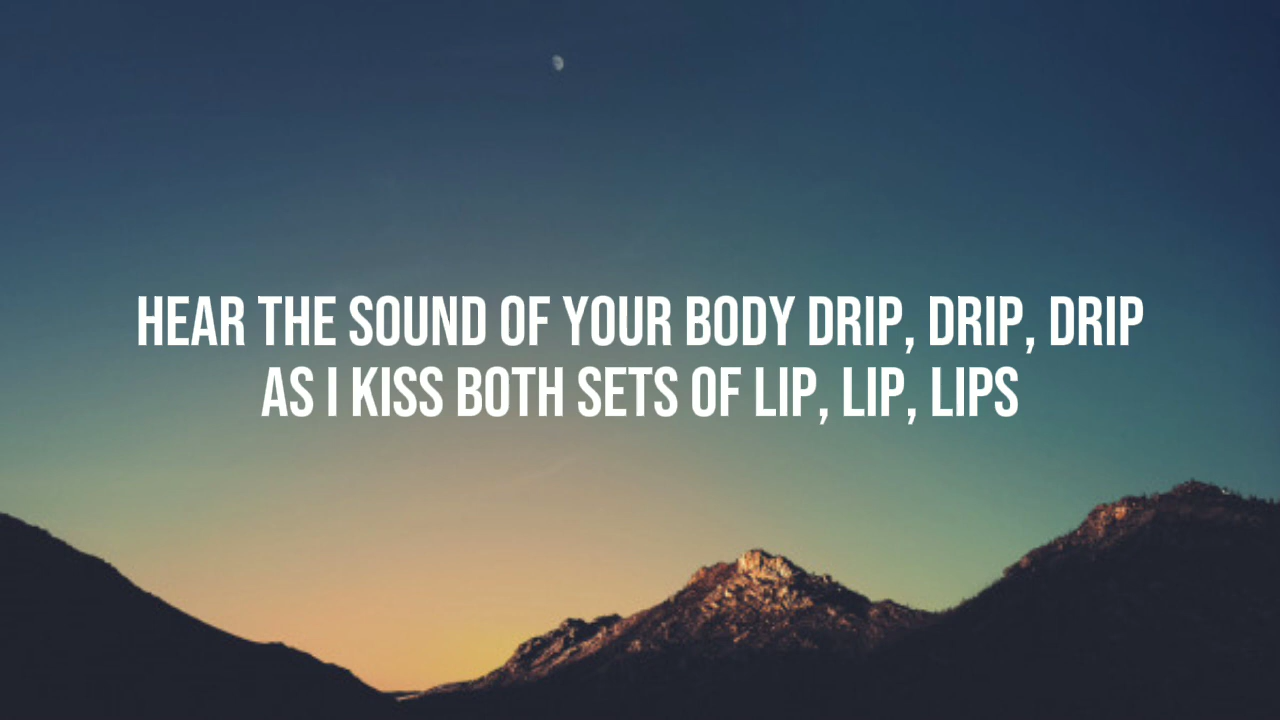 HEAR THE SOUND OF YOUR BODY DRIP, DRIP, DRIP
AS I KISS BOTH SETS OF LIP, LIP, LIPS